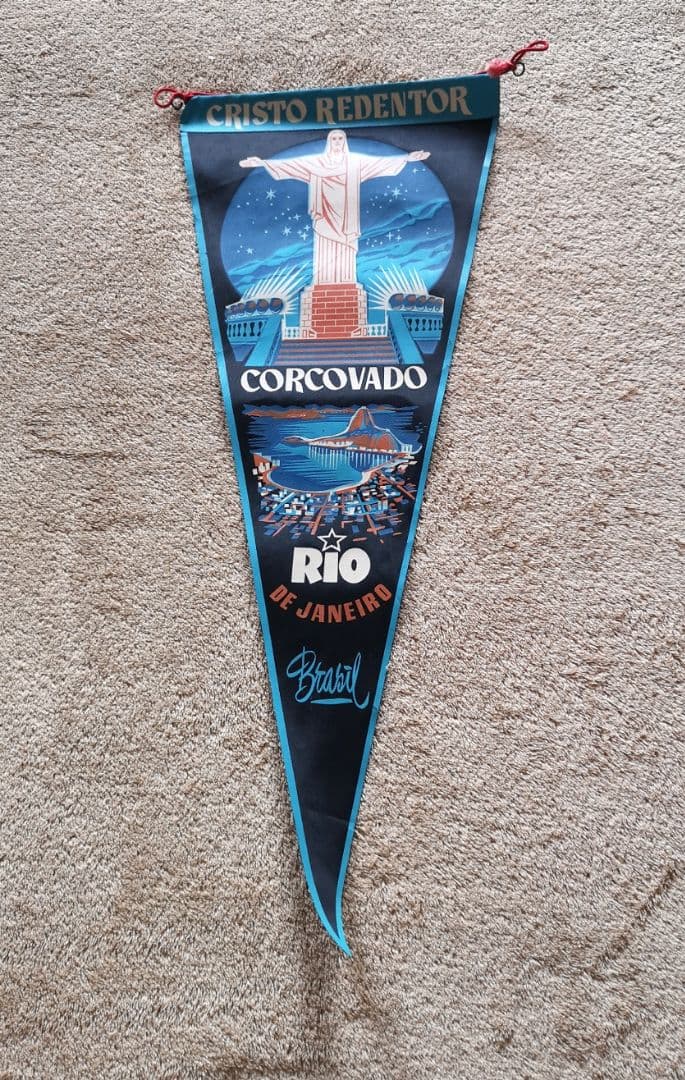 CRISTO REDENTOR
CORCOVADO
RIO
DE JANEIRO
Brasil